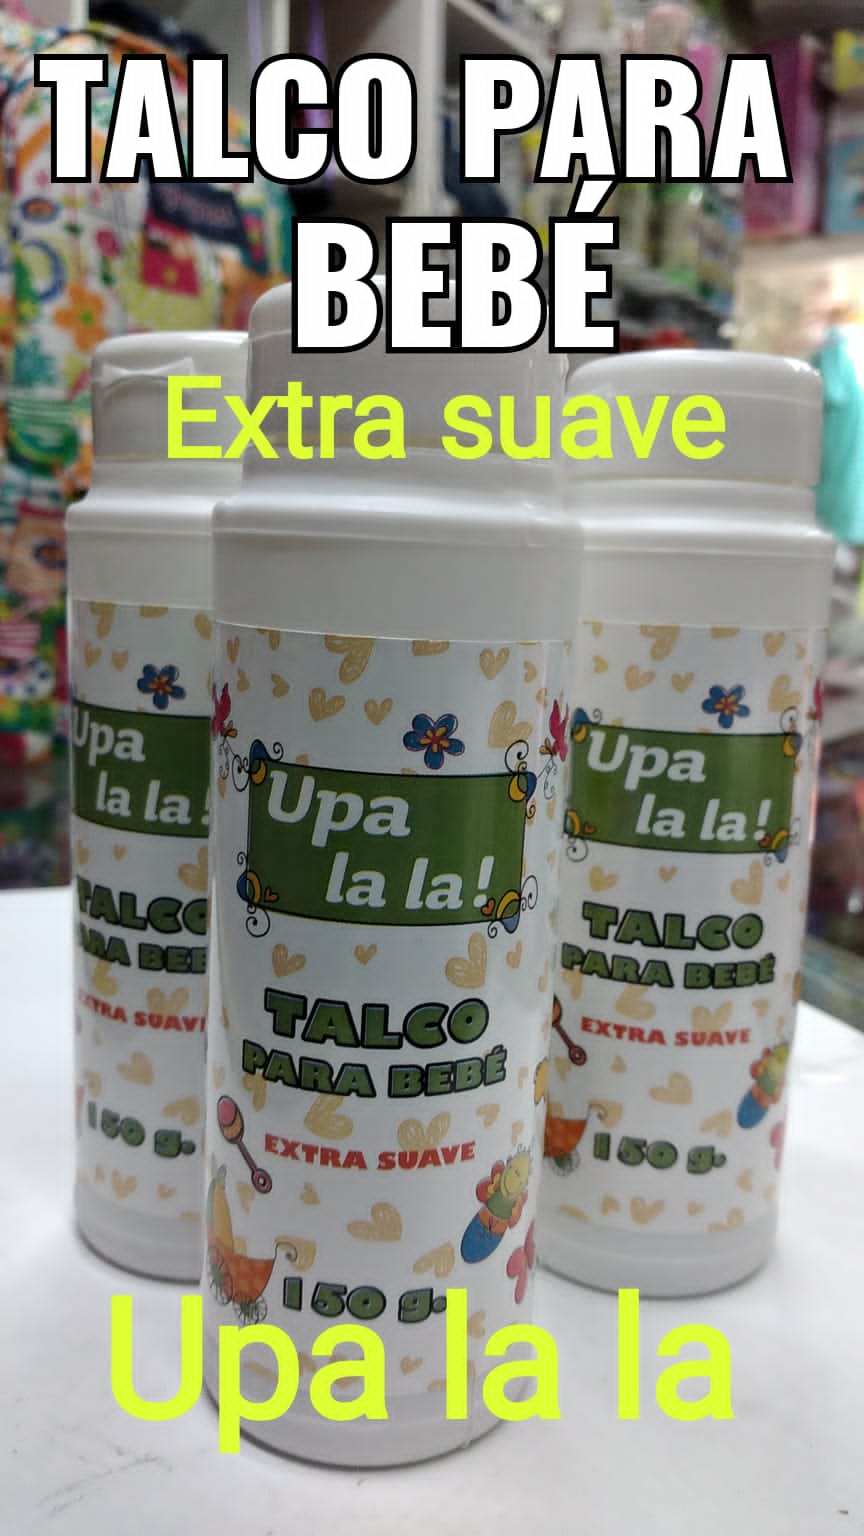 TALCO PARA
BEBÉ
Extra suave
Upa
la la!
TALCO
PARA BEBÉ
EXTRA SUAVE
150 g.
Upa
la la!
TALCO
PARA BEBÉ
EXTRA SUAVE
150 g.
Upa
la la!
TALCO
PARA BEBÉ
EXTRA SUAVE
150 g.
Upa la la